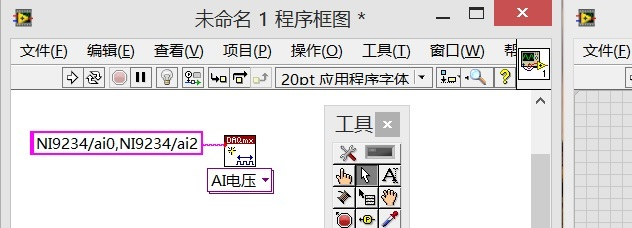 未命名 1 程序框图 *
文件(F) 编辑(E) 查看(V) 项目(P) 操作(O) 工具(T) 窗口(W)
文件(F)
20pt 应用程序字体
?
1
NI9234/ai0,NI9234/ai2
DAQmx
AI电压
工具
A
P